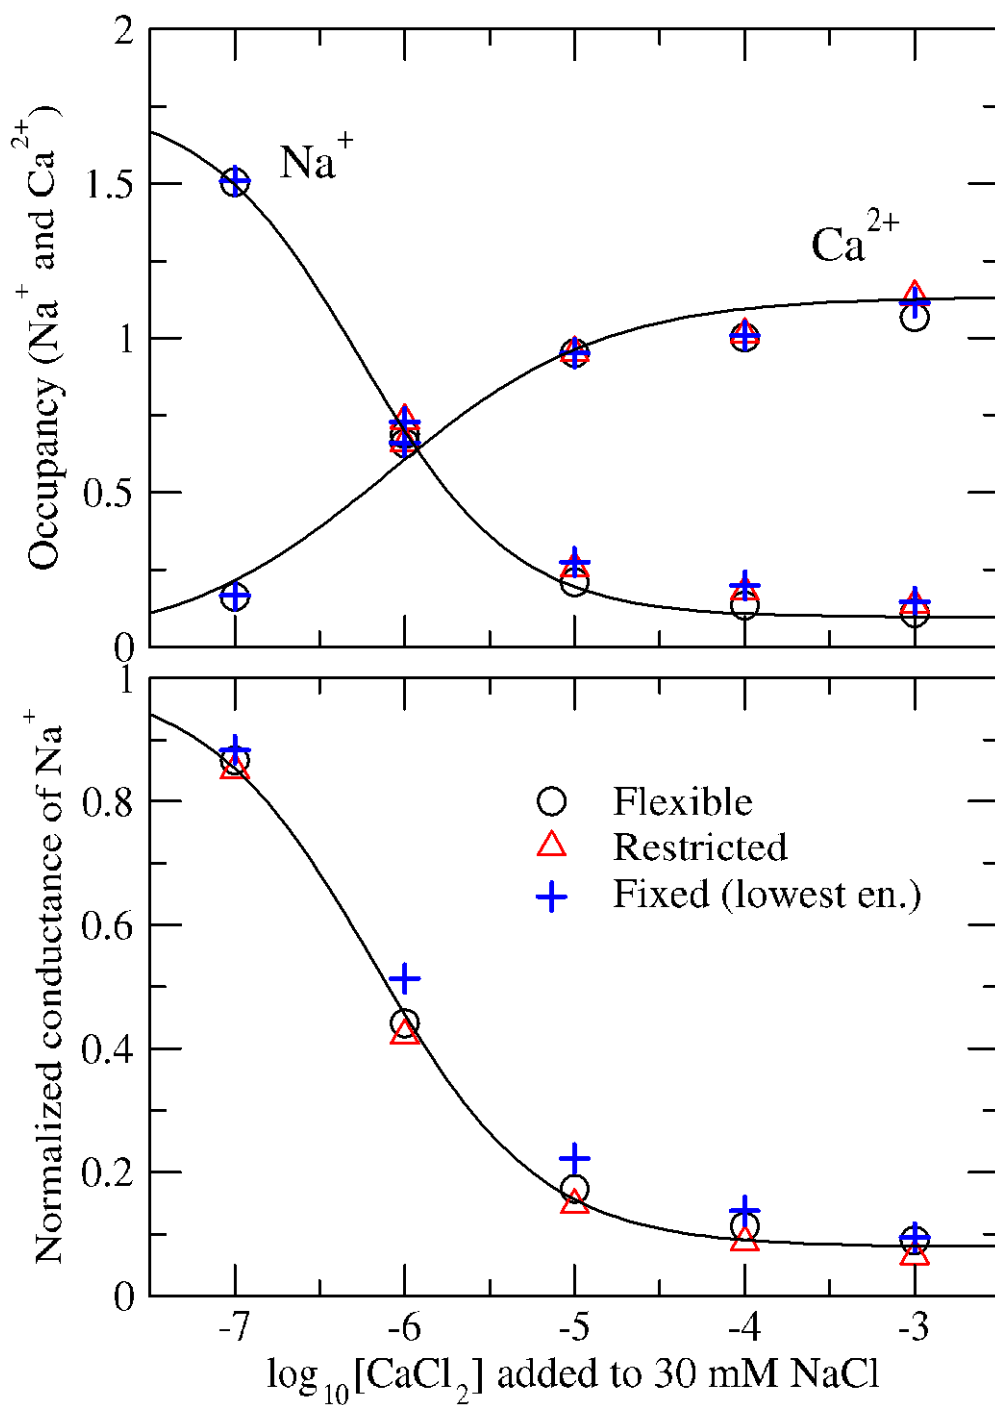 2
1.5
1
0.5
0
Occupancy (Na⁺ and Ca²⁺)
Na⁺
Ca²⁺
1
0.8
0.6
0.4
0.2
0
Normalized conductance of Na⁺
Flexible
Restricted
Fixed (lowest en.)
-7 -6 -5 -4 -3
log₁₀[CaCl₂] added to 30 mM NaCl